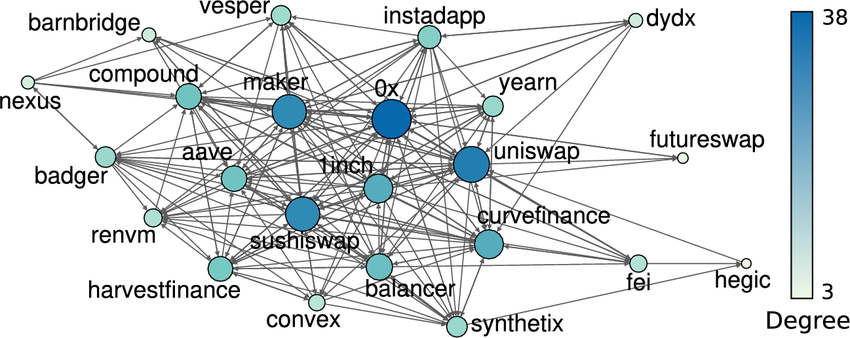 vesper
instadapp
dydx
38
barnbridge
compound
maker
0x
yearn
nexus
aave
1inch
uniswap
futureswap
badger
renvm
sushiswap
curvefinance
harvestfinance
balancer
fei
hegic
3
convex
synthetix
Degree